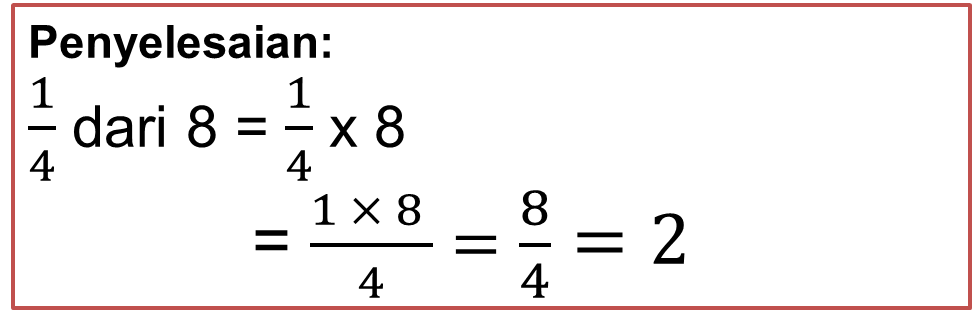 Penyelesaian:
1/4 dari 8 = 1/4 x 8
= 1 × 8/4 = 8/4 = 2